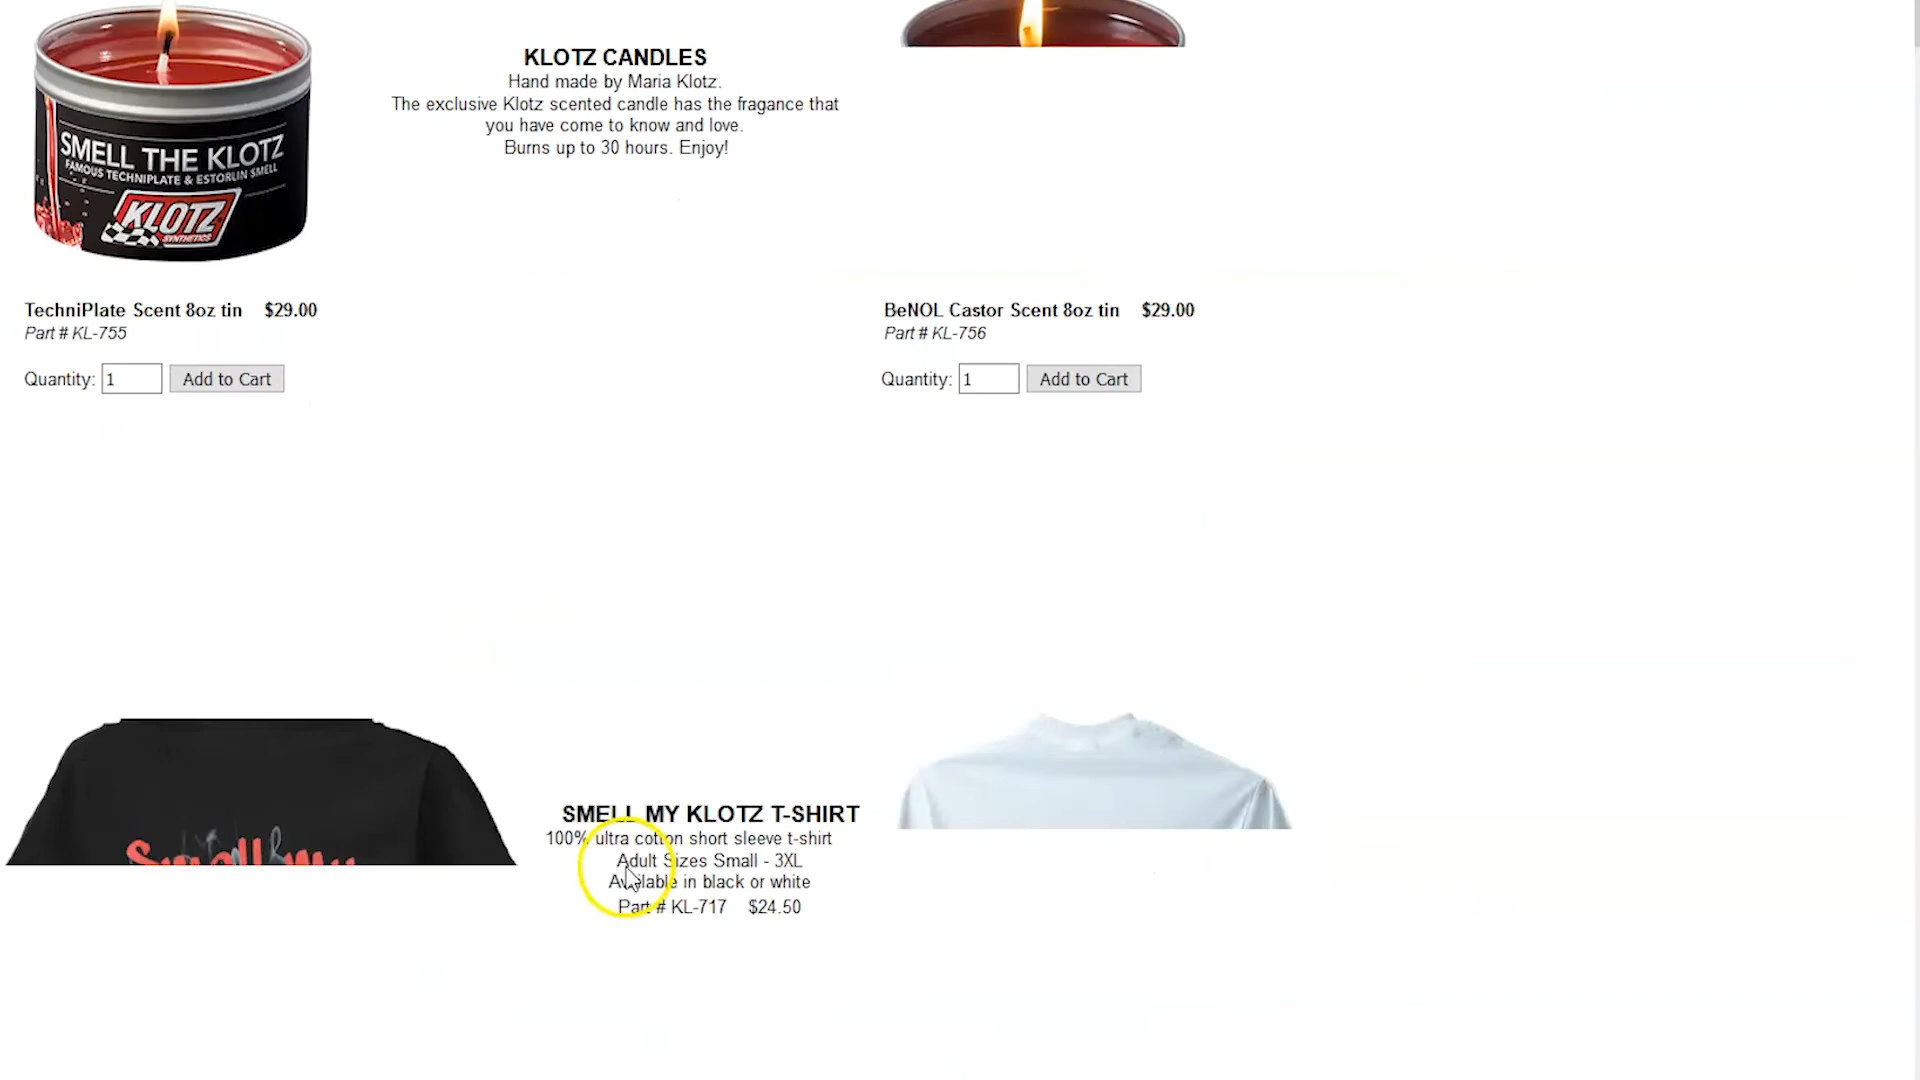 SMELL THE KLOTZ
FAMOUS TECHNIPLATE & ESTORLIN SMELL
KLOTZ
SYNTHETICS
KLOTZ CANDLES
Hand made by Maria Klotz.
The exclusive Klotz scented candle has the fragance that
you have come to know and love.
Burns up to 30 hours. Enjoy!
TechniPlate Scent 8oz tin $29.00
Part # KL-755
Quantity: 1 Add to Cart
BeNOL Castor Scent 8oz tin $29.00
Part # KL-756
Quantity: 1 Add to Cart
Smell my
SMELL MY KLOTZ T-SHIRT
100% ultra cotton short sleeve t-shirt
Adult Sizes Small - 3XL
Available in black or white
Part # KL-717 $24.50